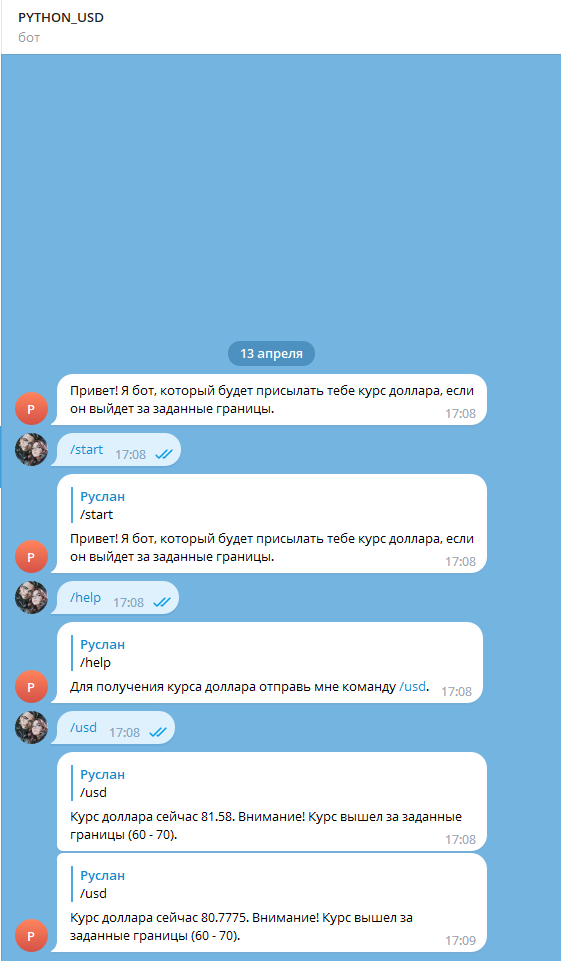 PYTHON_USD
бот
13 апреля
Привет! Я бот, который будет присылать тебе курс доллара, если
он выйдет за заданные границы.
17:08
P
/start 17:08
Руслан
/start
Привет! Я бот, который будет присылать тебе курс доллара, если
он выйдет за заданные границы.
17:08
P
/help 17:08
Руслан
/help
Для получения курса доллара отправь мне команду /usd. 17:08
P
/usd 17:08
Руслан
/usd
Курс доллара сейчас 81.58. Внимание! Курс вышел за заданные
границы (60 - 70).
17:08
Руслан
/usd
Курс доллара сейчас 80.7775. Внимание! Курс вышел за
заданные границы (60 - 70).
17:09
P